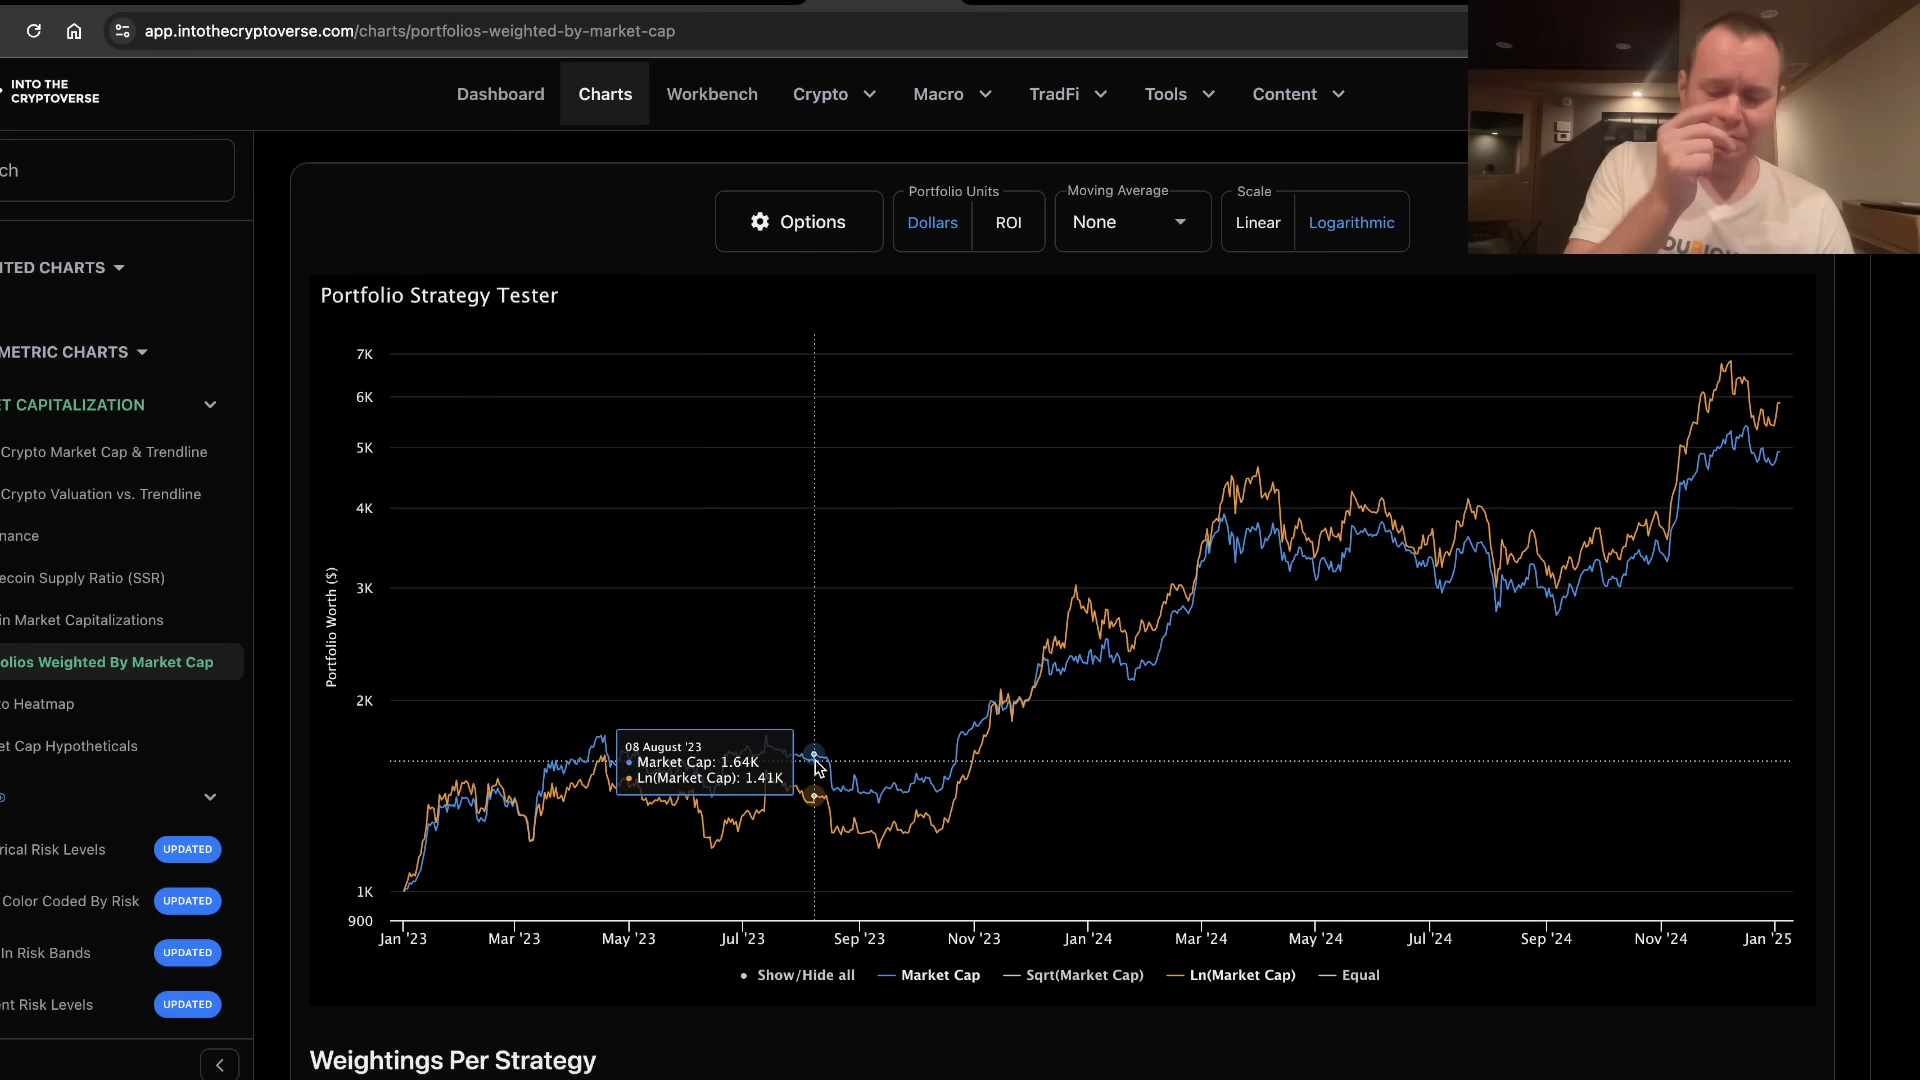 app.intothecryptoverse.com/charts/portfolios-weighted-by-market-cap
INTO THE
CRYPTOVERSE
Dashboard
Charts
Workbench
Crypto
Macro
TradFi
Tools
Content
ch
ITED CHARTS
METRIC CHARTS
ET CAPITALIZATION
Crypto Market Cap & Trendline
Crypto Valuation vs. Trendline
nance
ecoin Supply Ratio (SSR)
in Market Capitalizations
olios Weighted By Market Cap
to Heatmap
et Cap Hypotheticals
rical Risk Levels UPDATED
Color Coded By Risk UPDATED
In Risk Bands UPDATED
nt Risk Levels UPDATED
Options
Portfolio Units
Dollars ROI
Moving Average
None
Scale
Linear Logarithmic
Portfolio Strategy Tester
Portfolio Worth ($)
7K
6K
5K
4K
3K
2K
1K
900
08 August '23
Market Cap: 1.64K
Ln(Market Cap): 1.41K
Jan '23 Mar '23 May '23 Jul '23 Sep '23 Nov '23 Jan '24 Mar '24 May '24 Jul '24 Sep '24 Nov '24 Jan '25
Show/Hide all Market Cap Sqrt(Market Cap) Ln(Market Cap) Equal
Weightings Per Strategy